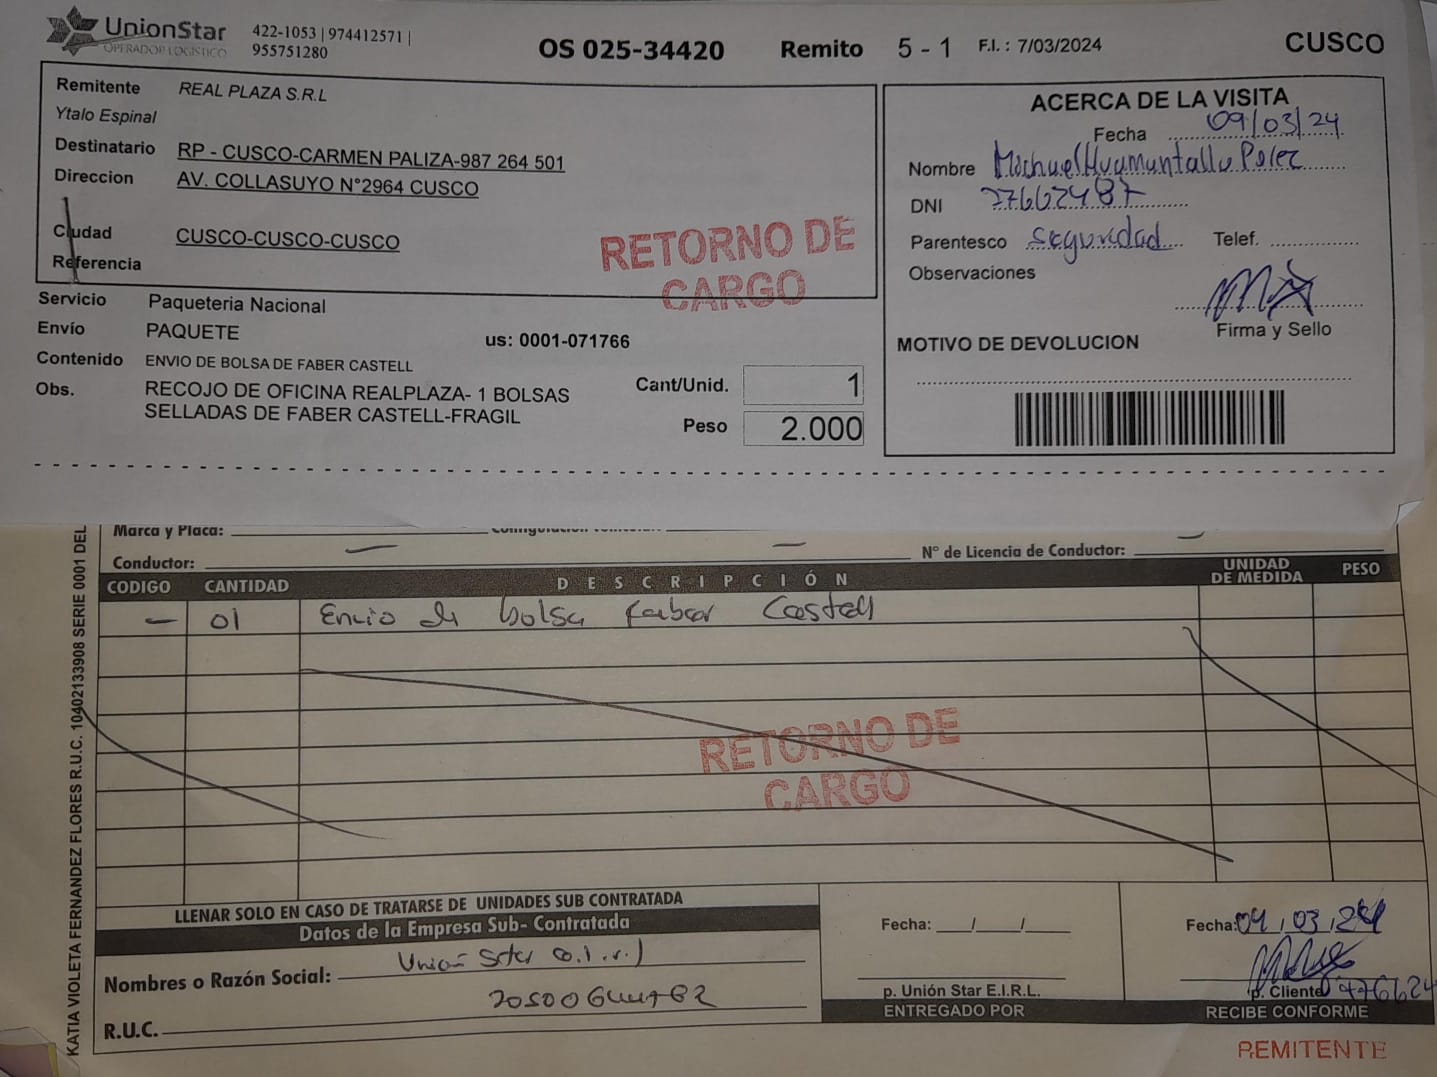 UnionStar
OPERADOR LOGISTICO
422-1053 | 974412571 |
955751280
OS 025-34420
Remito
5 - 1
F.I. : 7/03/2024
CUSCO
Remitente REAL PLAZA S.R.L
Ytalo Espinal
Destinatario RP - CUSCO-CARMEN PALIZA-987 264 501
Direccion AV. COLLASUYO N°2964 CUSCO
Ciudad CUSCO-CUSCO-CUSCO
Referencia
RETORNO DE
CARGO
Servicio Paqueteria Nacional
Envío PAQUETE
us: 0001-071766
Contenido ENVIO DE BOLSA DE FABER CASTELL
Obs. RECOJO DE OFICINA REALPLAZA- 1 BOLSAS
SELLADAS DE FABER CASTELL-FRAGIL
Cant/Unid. 1
Peso 2.000
ACERCA DE LA VISITA
Fecha 09/03/24
Nombre
DNI
Parentesco seguridad Telef.
Observaciones
Firma y Sello
MOTIVO DE DEVOLUCION
Marca y Placa:
Conductor:
N° de Licencia de Conductor:
CODIGO CANTIDAD DESCRIPCIÓN UNIDAD DE MEDIDA PESO
— 01 Envio de bolsa Faber Castell
RETORNO DE
CARGO
KATIA VIOLETA FERNANDEZ FLORES R.U.C. 10402133908 SERIE 0001 DEL
LLENAR SOLO EN CASO DE TRATARSE DE UNIDADES SUB CONTRATADA
Datos de la Empresa Sub- Contratada
Nombres o Razón Social: Union Star
R.U.C.
Fecha: __/__/__
p. Unión Star E.I.R.L.
ENTREGADO POR
Fecha: 09,03,24
p. Cliente
RECIBE CONFORME
REMITENTE